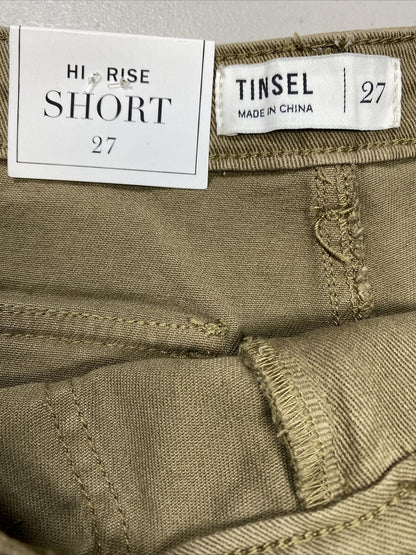 HI - RISE
SHORT
27
TINSEL
MADE IN CHINA
27